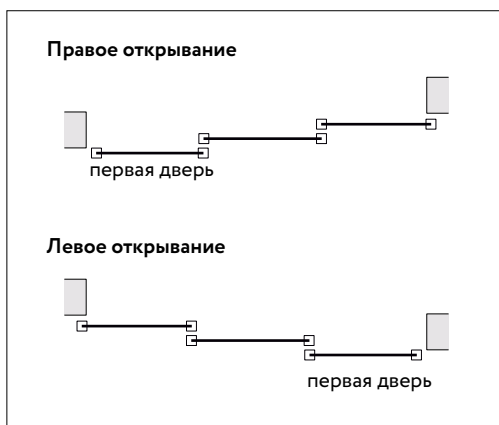 Правое открывание
первая дверь
Левое открывание
первая дверь